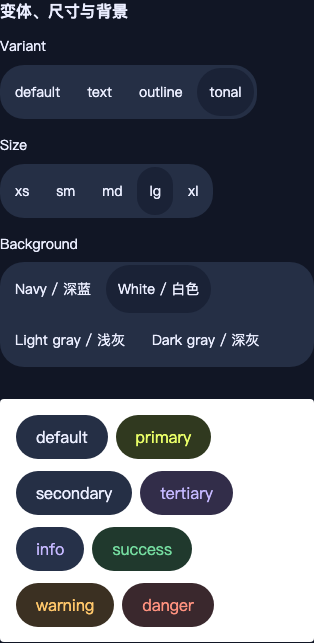 变体、尺寸与背景
Variant
default text outline tonal
Size
xs sm md lg xl
Background
Navy / 深蓝 White / 白色
Light gray / 浅灰 Dark gray / 深灰
default primary
secondary tertiary
info success
warning danger